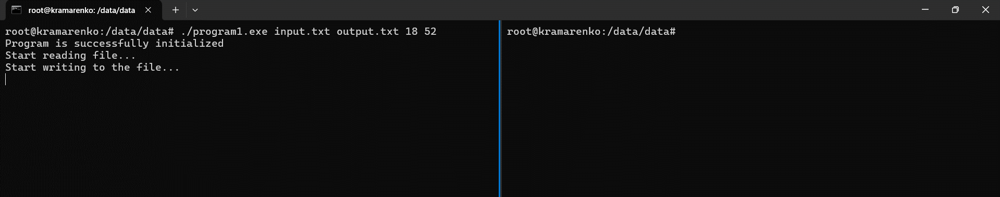 root@kramarenko: /data/data
root@kramarenko:/data/data# ./program1.exe input.txt output.txt 18 52
Program is successfully initialized
Start reading file...
Start writing to the file...
root@kramarenko:/data/data#